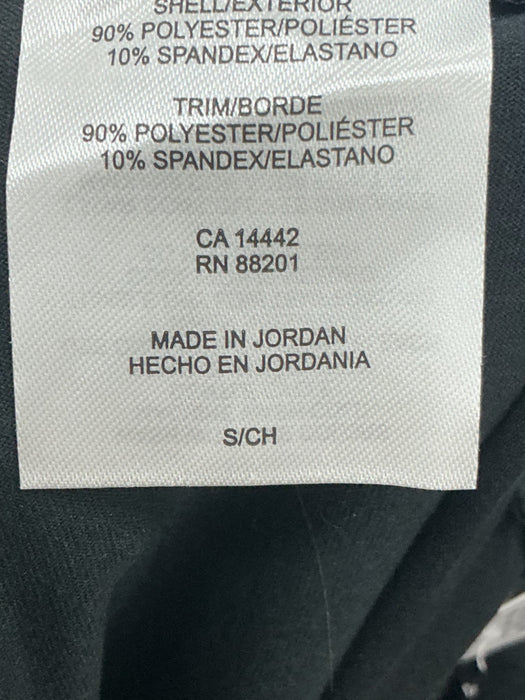 SHELL/EXTERIOR
90% POLYESTER/POLIÉSTER
10% SPANDEX/ELASTANO
TRIM/BORDE
90% POLYESTER/POLIÉSTER
10% SPANDEX/ELASTANO
CA 14442
RN 88201
MADE IN JORDAN
HECHO EN JORDANIA
S/CH